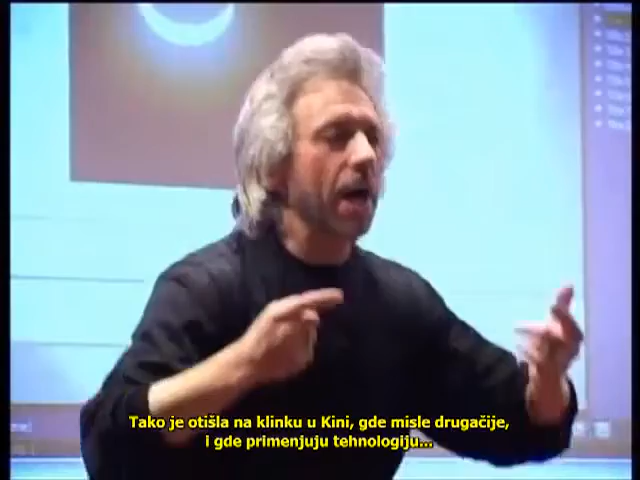 Tako je otišla na klinku u Kini, gde misle drugačije,
i gde primenjuju tehnologiju...